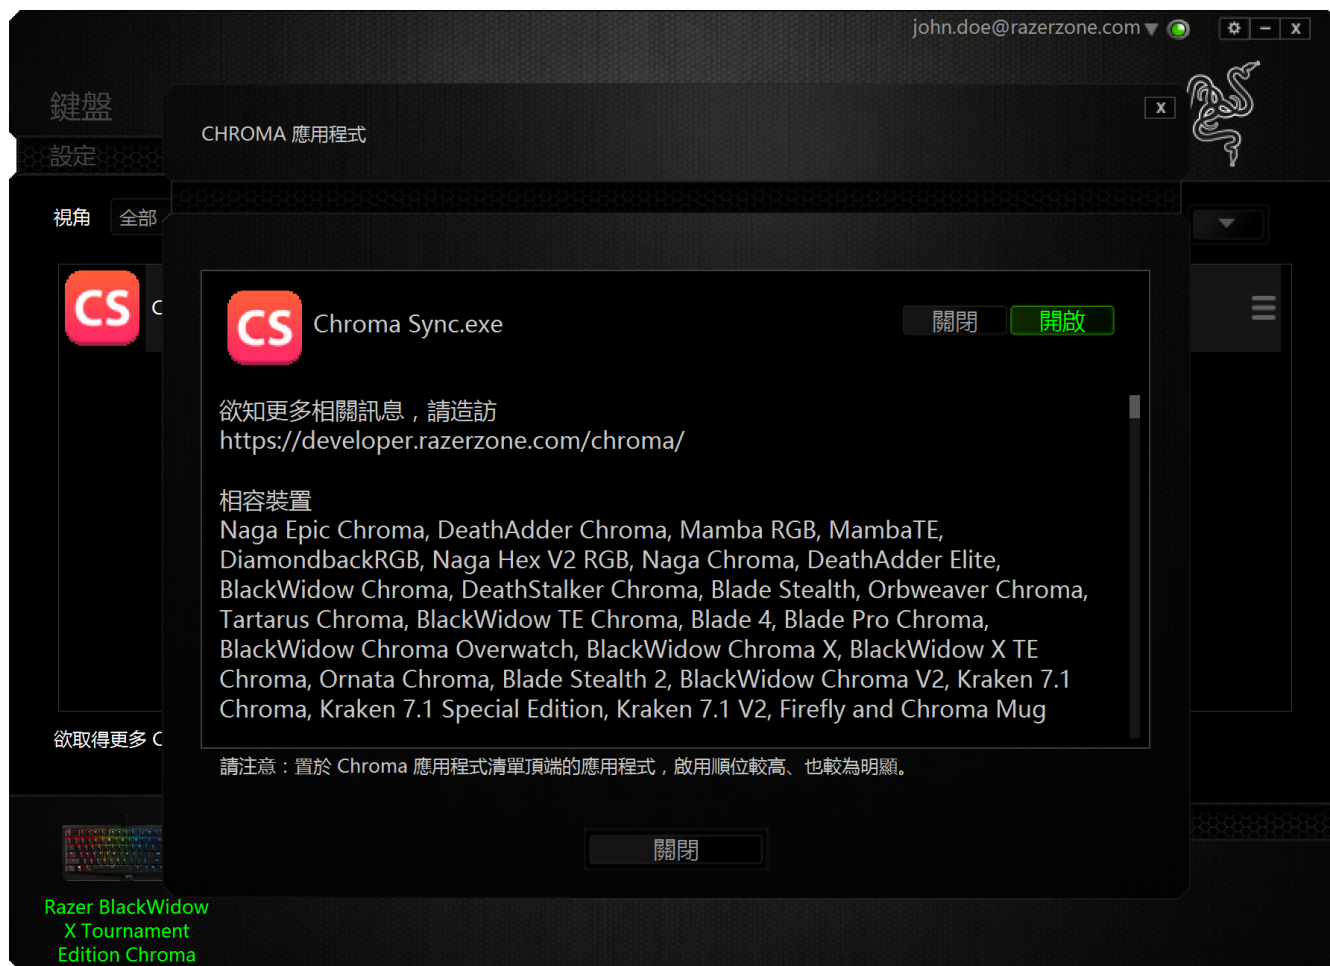 john.doe@razerzone.com
鍵盤
CHROMA 應用程式
設定
視角
全部
CS
C
CS
Chroma Sync.exe
關閉
開啟
欲知更多相關訊息，請造訪
https://developer.razerzone.com/chroma/
相容裝置
Naga Epic Chroma, DeathAdder Chroma, Mamba RGB, MambaTE,
DiamondbackRGB, Naga Hex V2 RGB, Naga Chroma, DeathAdder Elite,
BlackWidow Chroma, DeathStalker Chroma, Blade Stealth, Orbweaver Chroma,
Tartarus Chroma, BlackWidow TE Chroma, Blade 4, Blade Pro Chroma,
BlackWidow Chroma Overwatch, BlackWidow Chroma X, BlackWidow X TE
Chroma, Ornata Chroma, Blade Stealth 2, BlackWidow Chroma V2, Kraken 7.1
Chroma, Kraken 7.1 Special Edition, Kraken 7.1 V2, Firefly and Chroma Mug
欲取得更多 C
請注意：置於 Chroma 應用程式清單頂端的應用程式，啟用順位較高、也較為明顯。
關閉
Razer BlackWidow
X Tournament
Edition Chroma